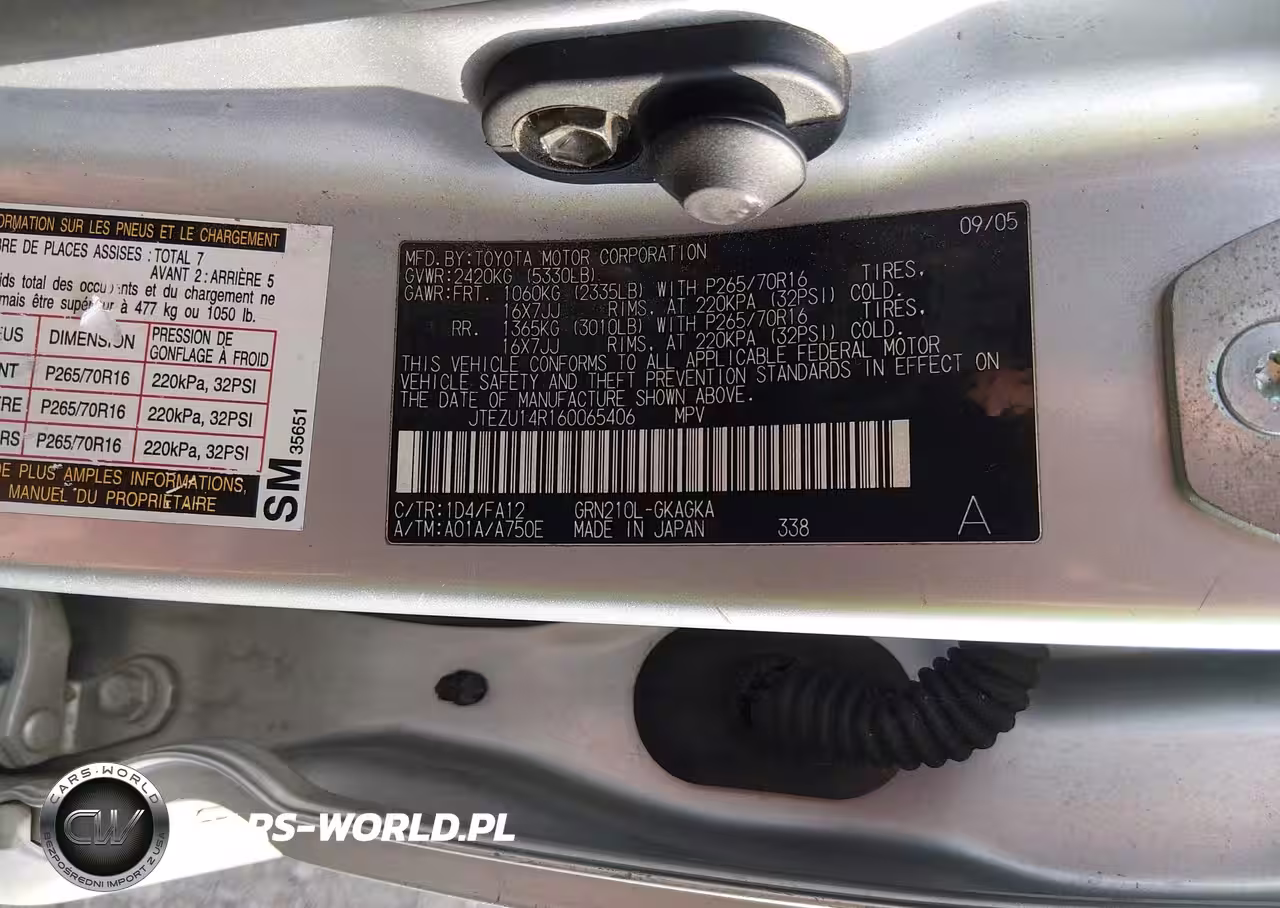 ORMATION SUR LES PNEUS ET LE CHARGEMENT
BRE DE PLACES ASSISES : TOTAL 7
AVANT 2 : ARRIÈRE 5
ids total des occupants et du chargement ne
amais être supérieur à 477 kg ou 1050 lb.
EUS DIMENSION PRESSION DE GONFLAGE À FROID
NT P265/70R16 220kPa, 32PSI
ÈRE P265/70R16 220kPa, 32PSI
RS P265/70R16 220kPa, 32PSI
DE PLUS AMPLES INFORMATIONS,
MANUEL DU PROPRIÉTAIRE
SM 35651
09/05
MFD.BY:TOYOTA MOTOR CORPORATION
GVWR:2420KG (5330LB)
GAWR:FRT. 1060KG (2335LB) WITH P265/70R16 TIRES,
16X7JJ RIMS, AT 220KPA (32PSI) COLD.
RR. 1365KG (3010LB) WITH P265/70R16 TIRES,
16X7JJ RIMS, AT 220KPA (32PSI) COLD.
THIS VEHICLE CONFORMS TO ALL APPLICABLE FEDERAL MOTOR
VEHICLE SAFETY AND THEFT PREVENTION STANDARDS IN EFFECT ON
THE DATE OF MANUFACTURE SHOWN ABOVE.
JTEZU14R160065406 MPV
C/TR:1D4/FA12 GRN210L-GKAGKA
A/TM:A01A/A750E MADE IN JAPAN 338 A
CARS-WORLD
CW
BEZPOŚREDNI IMPORT Z USA
CARS-WORLD.PL